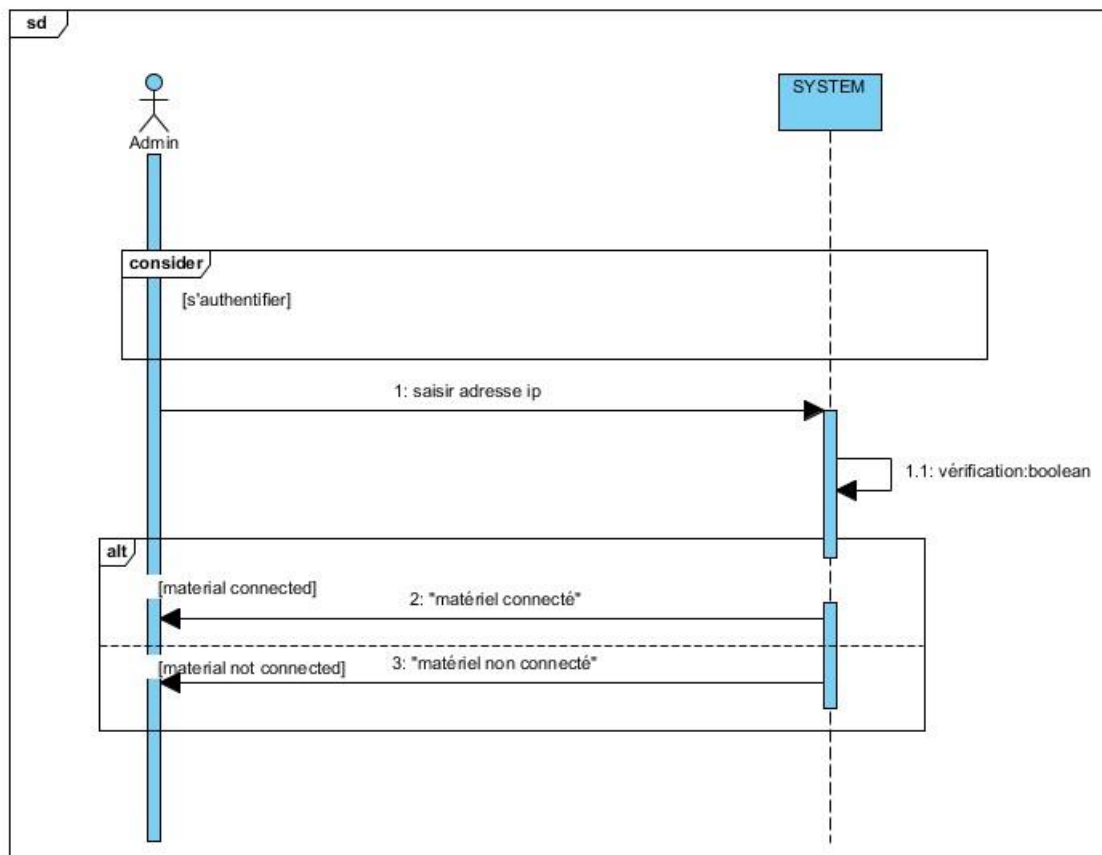 sd
Admin
SYSTEM
consider
[s'authentifier]
1: saisir adresse ip
1.1: vérification:boolean
alt
[material connected]
2: "matériel connecté"
[material not connected]
3: "matériel non connecté"